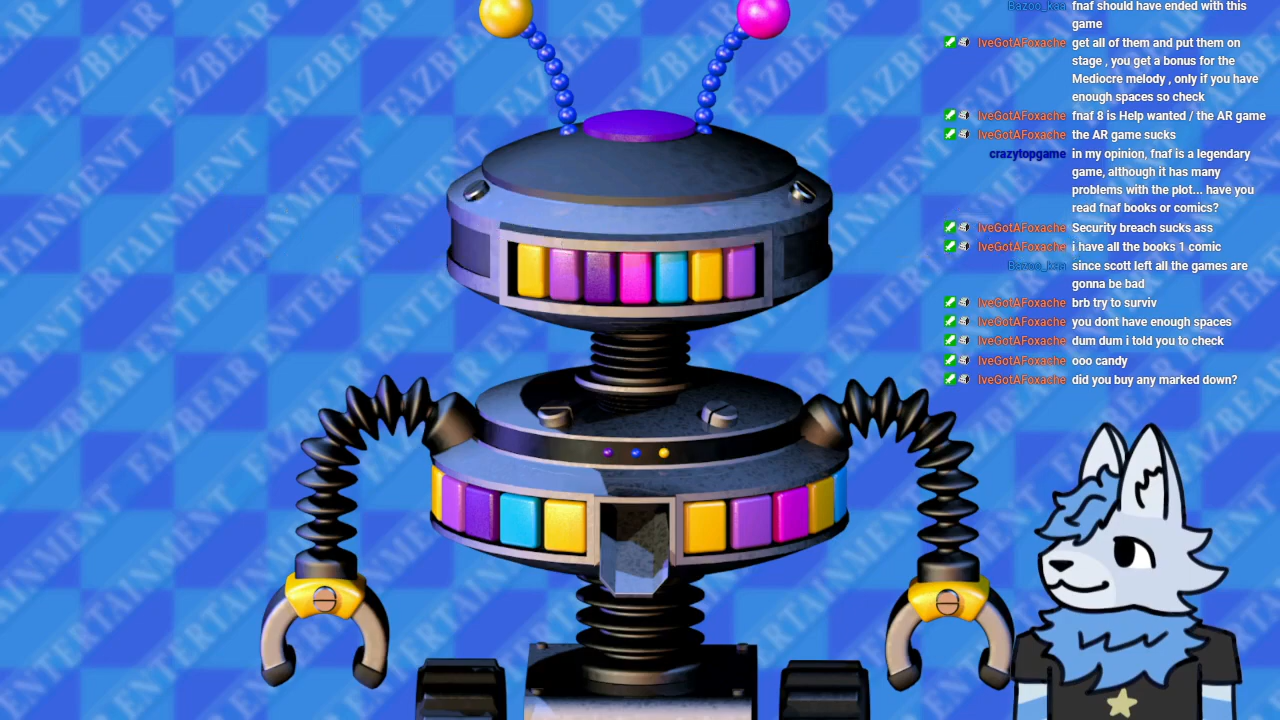 Bazoo_kaa fnaf should have ended with this
game
IveGotAFoxache get all of them and put them on
stage , you get a bonus for the
Mediocre melody , only if you have
enough spaces so check
IveGotAFoxache fnaf 8 is Help wanted / the AR game
IveGotAFoxache the AR game sucks
crazytopgame in my opinion, fnaf is a legendary
game, although it has many
problems with the plot... have you
read fnaf books or comics?
IveGotAFoxache Security breach sucks ass
IveGotAFoxache i have all the books 1 comic
Bazoo_kaa since scott left all the games are
gonna be bad
IveGotAFoxache brb try to surviv
IveGotAFoxache you dont have enough spaces
IveGotAFoxache dum dum i told you to check
IveGotAFoxache ooo candy
IveGotAFoxache did you buy any marked down?
FAZBEAR ENTERTAINMENT